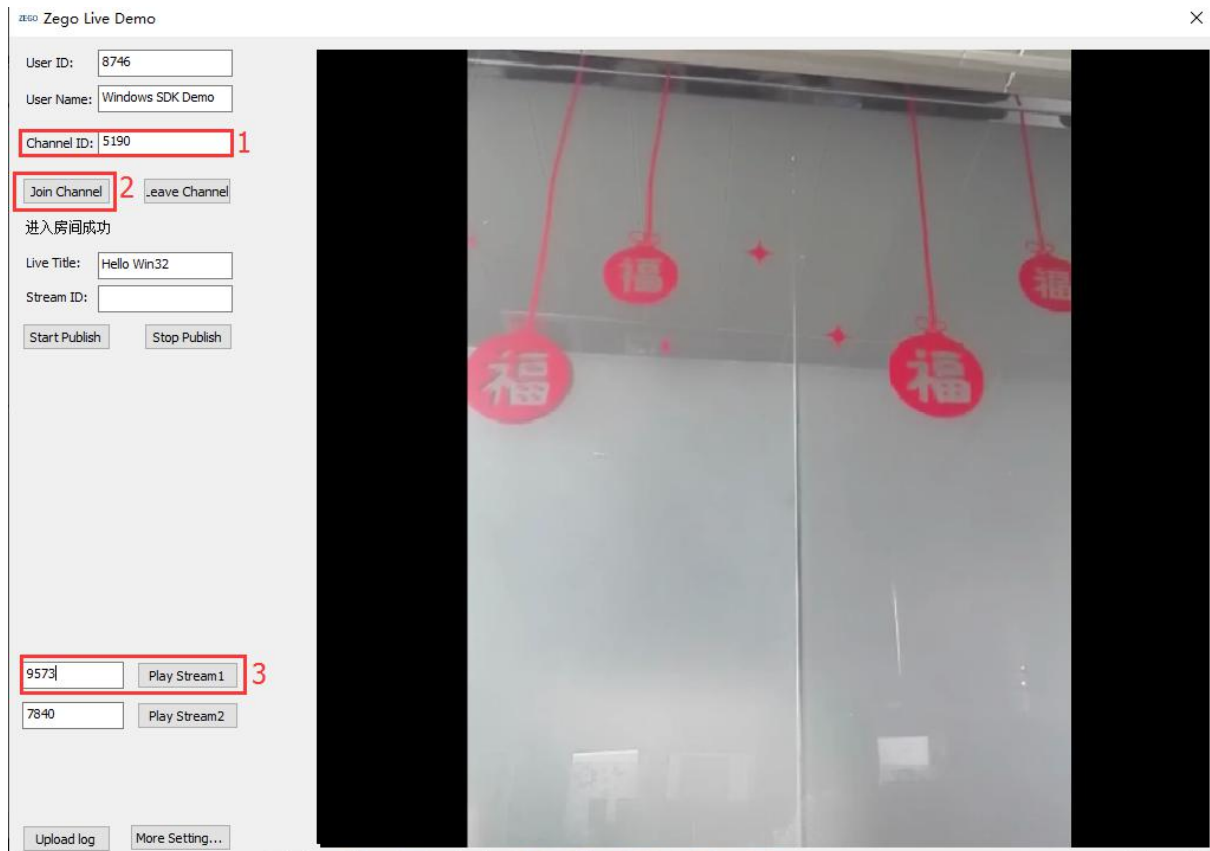 ZEGO Zego Live Demo
User ID: 8746
User Name: Windows SDK Demo
Channel ID: 5190 1
Join Channel 2 Leave Channel
进入房间成功
Live Title: Hello Win32
Stream ID:
Start Publish Stop Publish
福
福
福
福
9573 Play Stream1 3
7840 Play Stream2
Upload log More Setting...